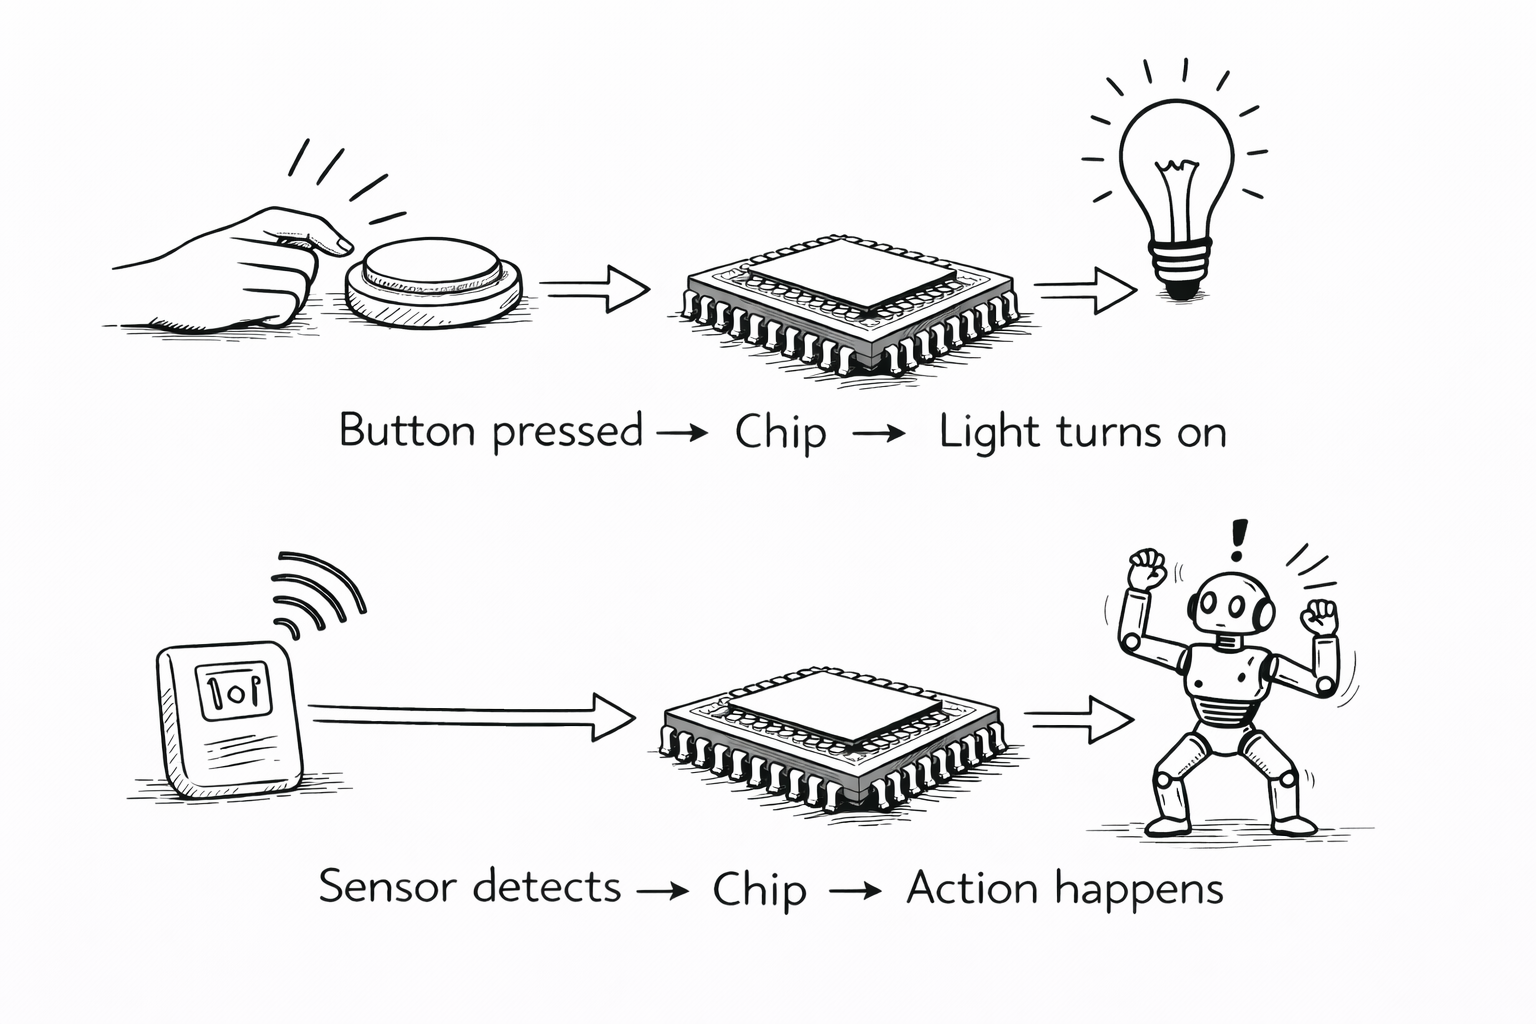 Button pressed → Chip → Light turns on
!
Sensor detects → Chip → Action happens